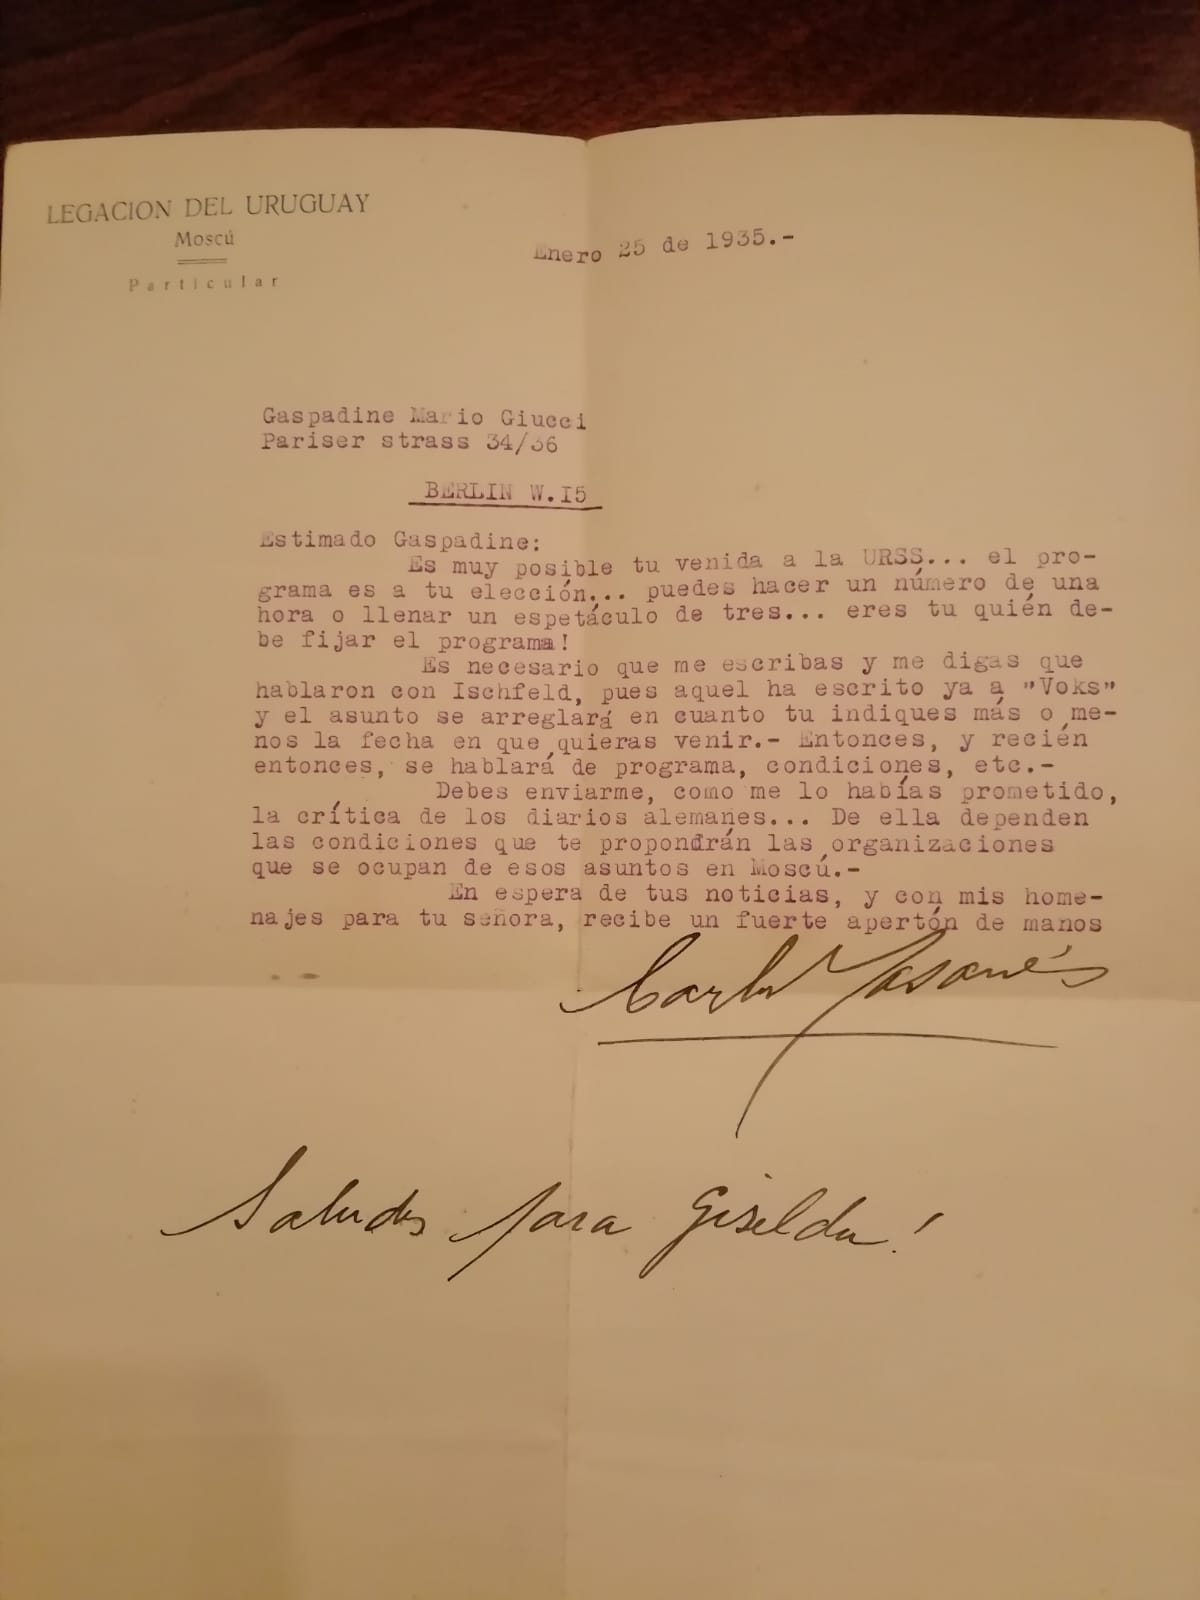 LEGACION DEL URUGUAY
Moscú
Particular
Enero 25 de 1935.-
Gaspadine Mario Giucci
Pariser strass 34/36
BERLIN W.I5
Estimado Gaspadine:
Es muy posible tu venida a la URSS... el pro-
grama es a tu elección... puedes hacer un número de una
hora o llenar un espetáculo de tres... eres tu quién de-
be fijar el programa!
Es necesario que me escribas y me digas que
hablaron con Ischfeld, pues aquel ha escrito ya a "Voks"
y el asunto se arreglará en cuanto tu indiques más o me-
nos la fecha en que quieras venir.- Entonces, y recién
entonces, se hablará de programa, condiciones, etc.-
Debes enviarme, como me lo habías prometido,
la crítica de los diarios alemanes... De ella dependen
las condiciones que te propondrán las organizaciones
que se ocupan de esos asuntos en Moscú.-
En espera de tus noticias, y con mis home-
najes para tu señora, recibe un fuerte apertón de manos
Carlos Masanés
Saludos para Giselda!